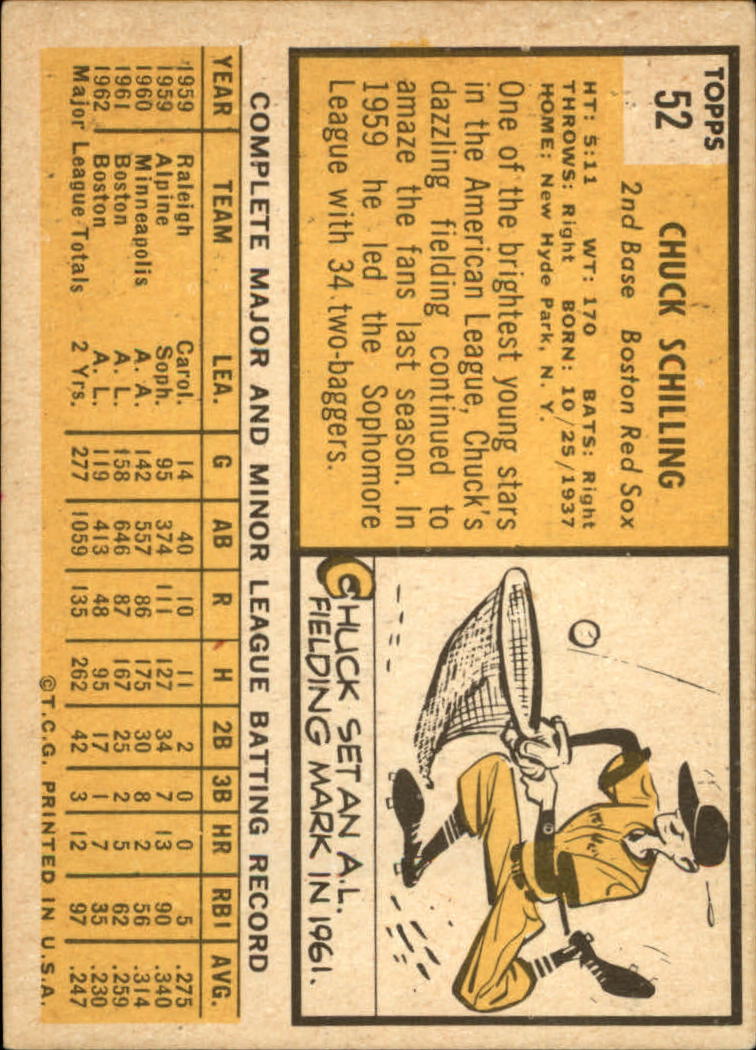 TOPPS
52
CHUCK SCHILLING
2nd Base Boston Red Sox
HT: 5:11 WT: 170 BATS: Right
THROWS: Right BORN: 10/25/1937
HOME: New Hyde Park, N. Y.
One of the brightest young stars
in the American League, Chuck's
dazzling fielding continued to
amaze the fans last season. In
1959 he led the Sophomore
League with 34 two-baggers.
CHUCK SET AN A.L.
FIELDING MARK IN 1961.
COMPLETE MAJOR AND MINOR LEAGUE BATTING RECORD
YEAR TEAM LEA. G AB R H 2B 3B HR RBI AVG.
1959 Raleigh Carol. 14 40 10 11 2 0 0 5 .275
1959 Alpine Soph. 95 374 111 127 34 7 13 90 .340
1960 Minneapolis A. A. 142 557 86 175 30 8 2 56 .314
1961 Boston A. L. 158 646 87 167 25 2 5 62 .259
1962 Boston A. L. 119 413 48 95 17 1 7 35 .230
Major League Totals 2 Yrs. 277 1059 135 262 42 3 12 97 .247
©T.C.G. PRINTED IN U.S.A.